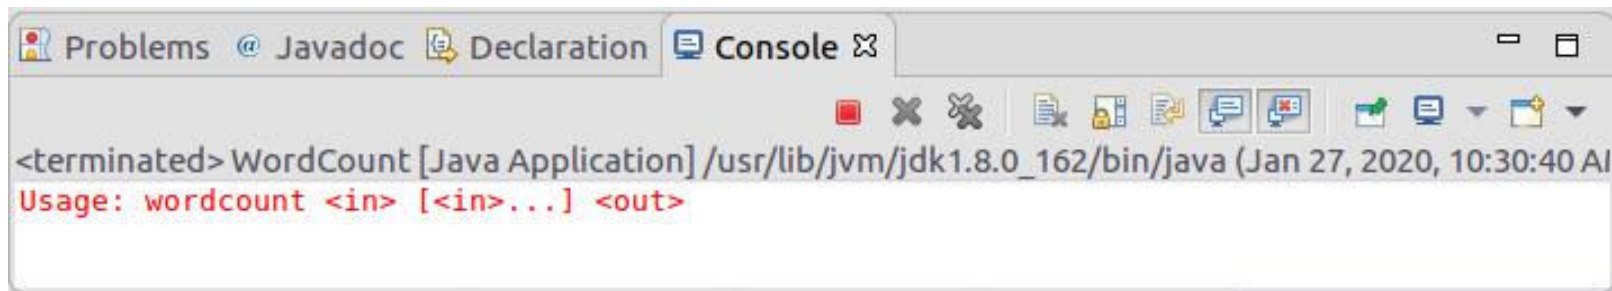 Problems @ Javadoc Declaration Console
<terminated> WordCount [Java Application] /usr/lib/jvm/jdk1.8.0_162/bin/java (Jan 27, 2020, 10:30:40 AM
Usage: wordcount <in> [<in>...] <out>